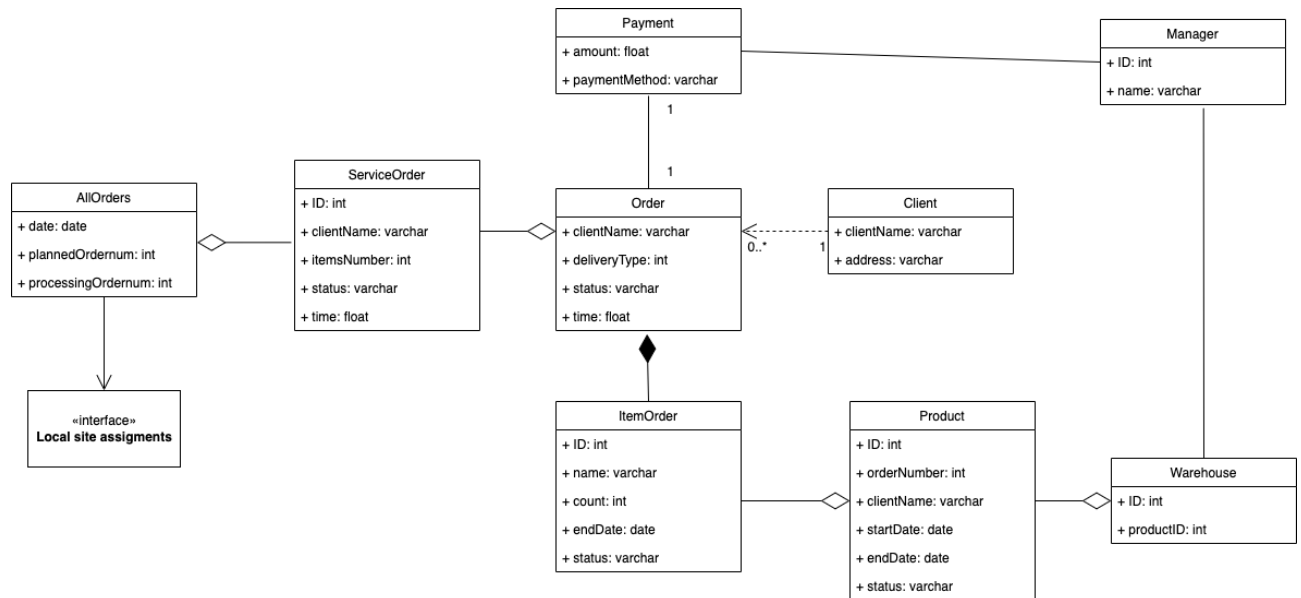 Payment
+ amount: float
+ paymentMethod: varchar
Manager
+ ID: int
+ name: varchar
1
1
AllOrders
+ date: date
+ plannedOrdernum: int
+ processingOrdernum: int
ServiceOrder
+ ID: int
+ clientName: varchar
+ itemsNumber: int
+ status: varchar
+ time: float
Order
+ clientName: varchar
+ deliveryType: int
+ status: varchar
+ time: float
0..*
1
Client
+ clientName: varchar
+ address: varchar
«interface»
Local site assigments
ItemOrder
+ ID: int
+ name: varchar
+ count: int
+ endDate: date
+ status: varchar
Product
+ ID: int
+ orderNumber: int
+ clientName: varchar
+ startDate: date
+ endDate: date
+ status: varchar
Warehouse
+ ID: int
+ productID: int